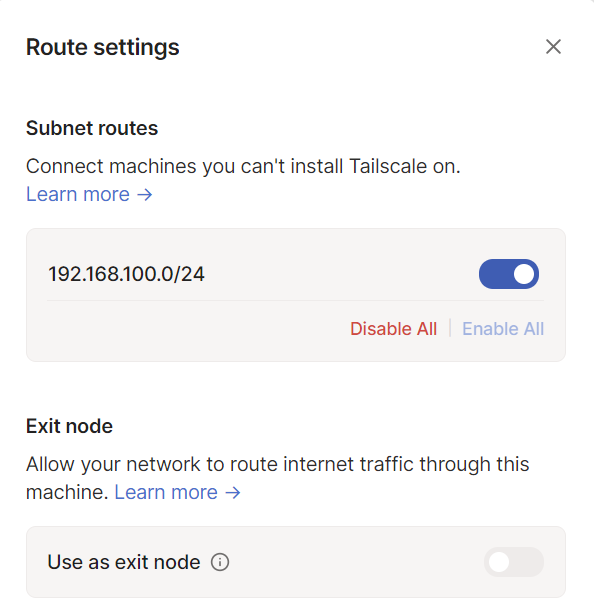 Route settings
Subnet routes
Connect machines you can't install Tailscale on.
Learn more →
192.168.100.0/24
Disable All | Enable All
Exit node
Allow your network to route internet traffic through this
machine. Learn more →
Use as exit node